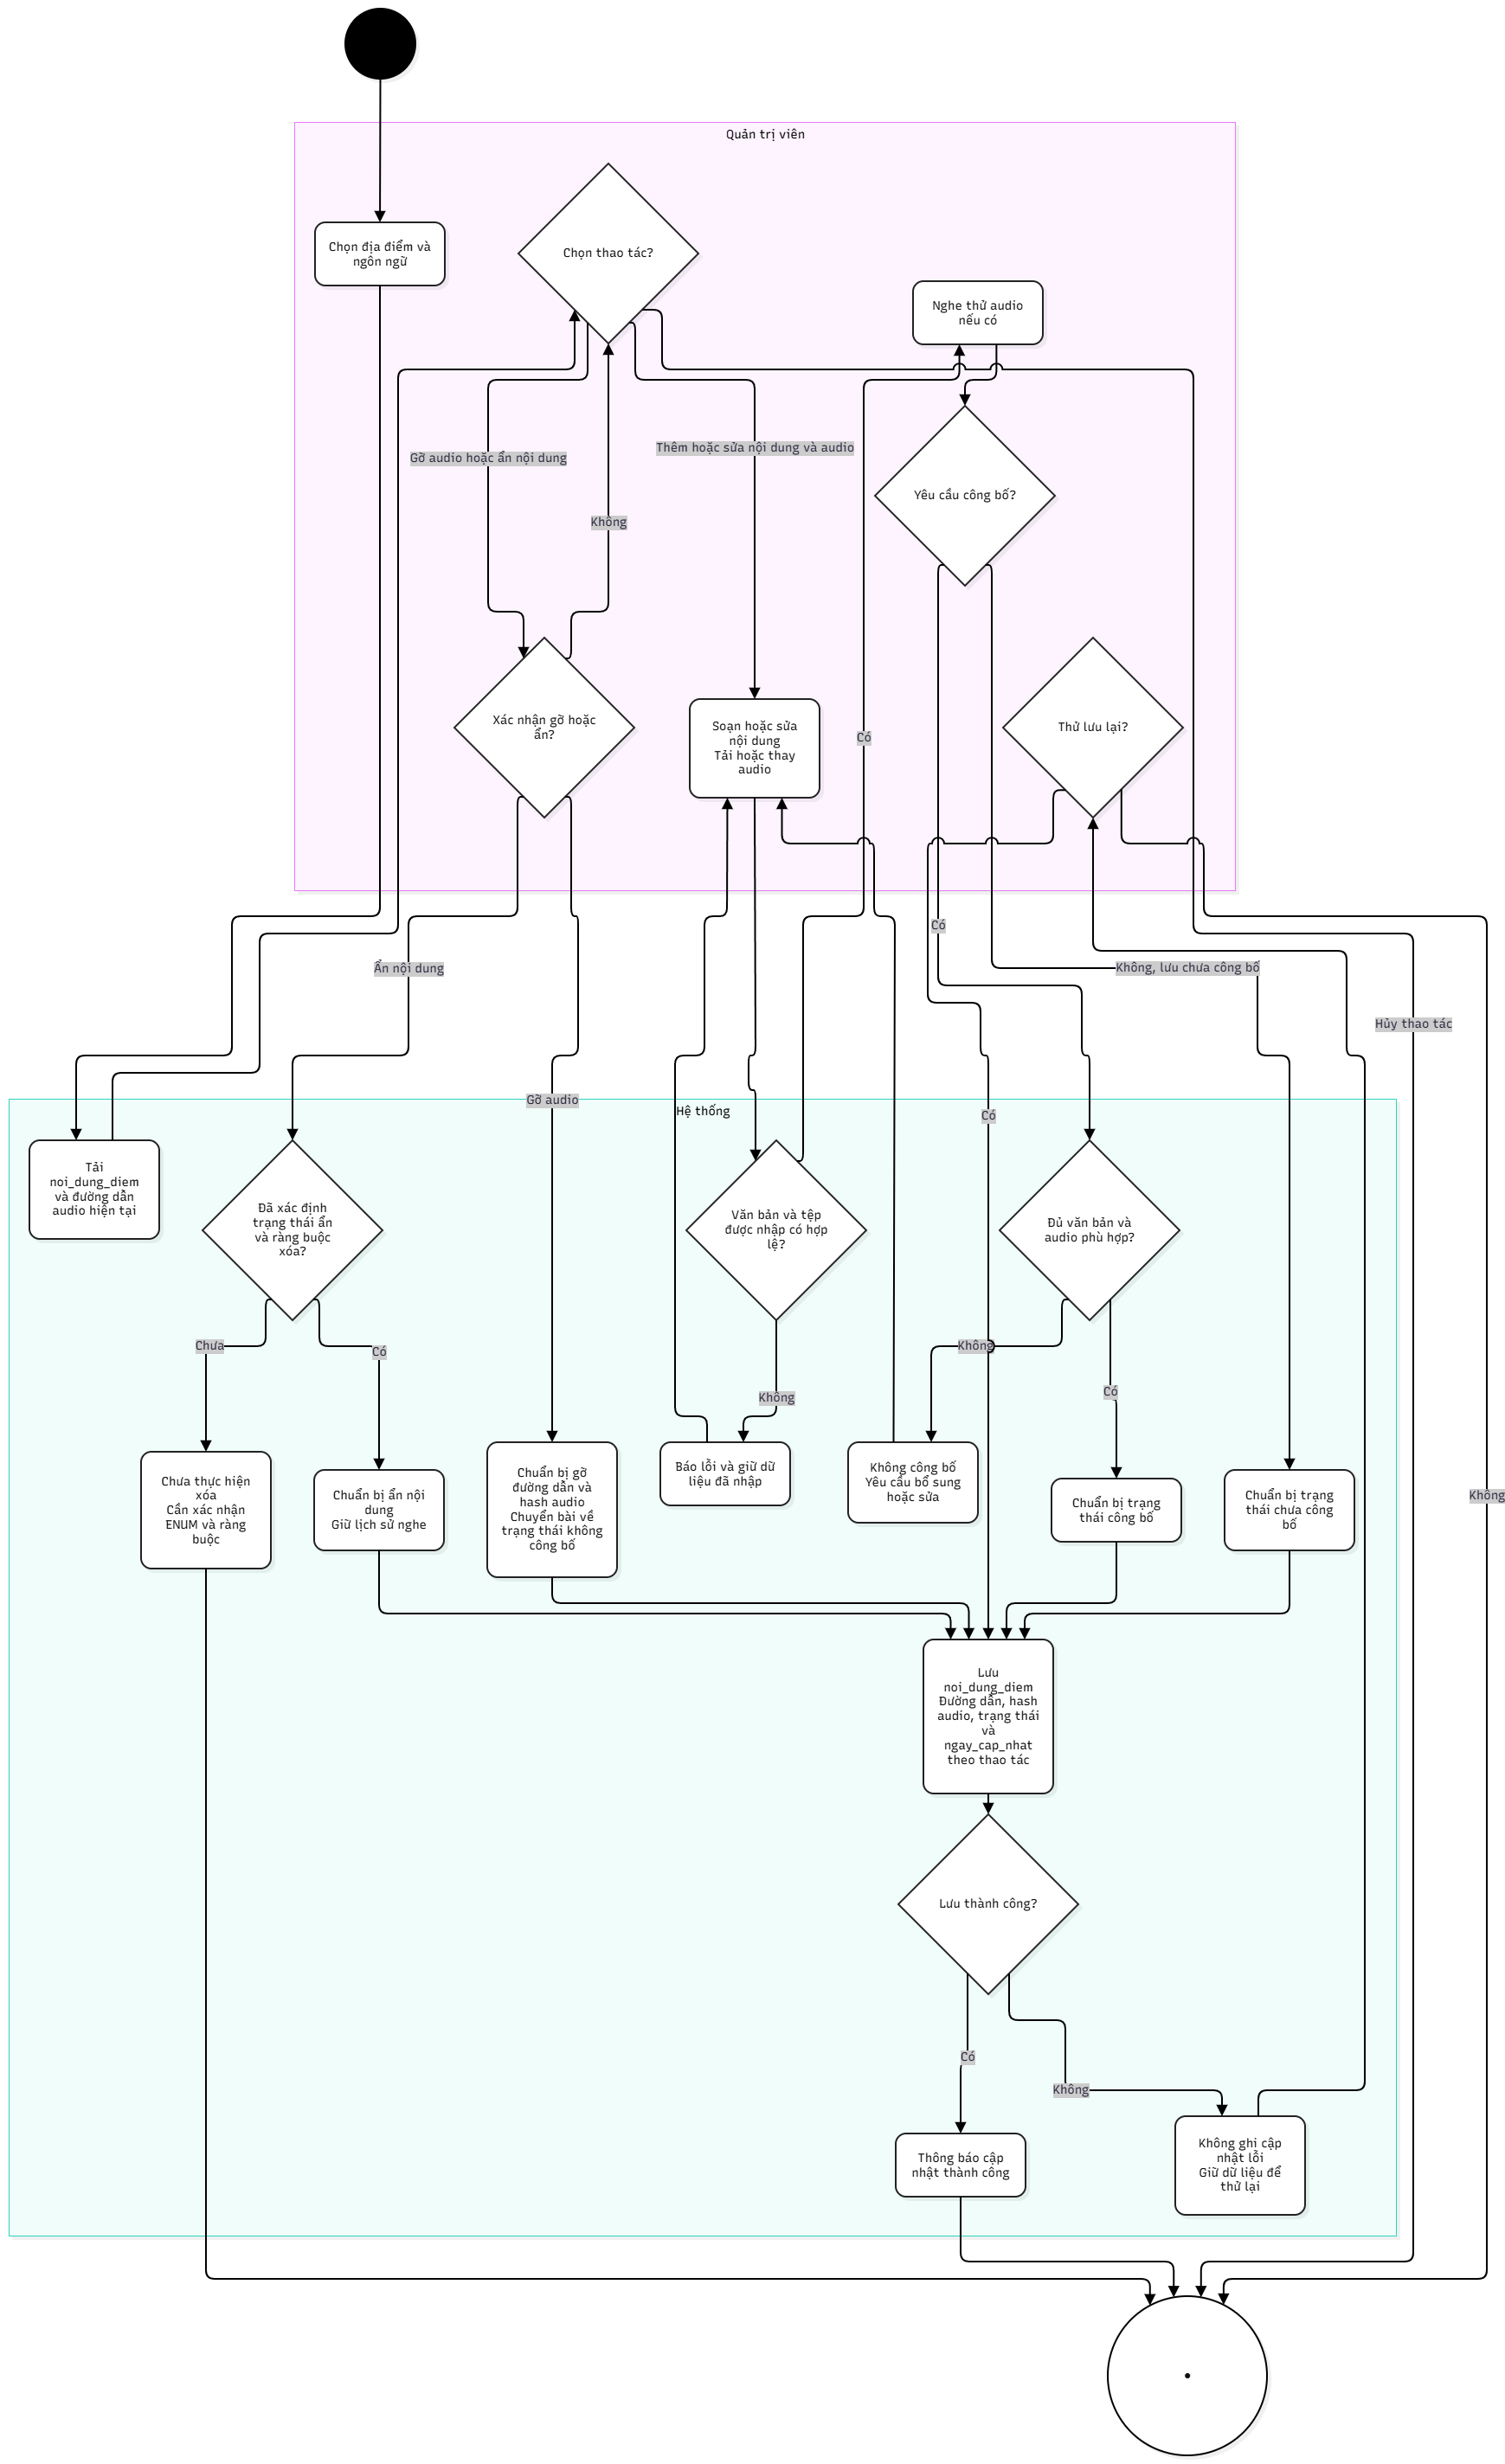 Quản trị viên
Chọn thao tác?
Chọn địa điểm và
ngôn ngữ
Nghe thử audio
nếu có
Thêm hoặc sửa nội dung và audio
Gỡ audio hoặc ẩn nội dung
Yêu cầu công bố?
Không
Xác nhận gỡ hoặc
ẩn?
Soạn hoặc sửa
nội dung
Tải hoặc thay
audio
Có
Thử lưu lại?
Có
Ẩn nội dung
Không, lưu chưa công bố
Hủy thao tác
Gỡ audio
Hệ thống
Có
Tải
noi_dung_diem
và đường dẫn
audio hiện tại
Đã xác định
trạng thái ẩn
và ràng buộc
xóa?
Văn bản và tệp
được nhập có hợp
lệ?
Đủ văn bản và
audio phù hợp?
Chưa
Có
Không
Không
Có
Chưa thực hiện
xóa
Cần xác nhận
ENUM và ràng
buộc
Chuẩn bị ẩn nội
dung
Giữ lịch sử nghe
Chuẩn bị gỡ
đường dẫn và
hash audio
Chuyển bài về
trạng thái không
công bố
Báo lỗi và giữ dữ
liệu đã nhập
Không công bố
Yêu cầu bổ sung
hoặc sửa
Chuẩn bị trạng
thái công bố
Chuẩn bị trạng
thái chưa công
bố
Không
Lưu
noi_dung_diem
Đường dẫn, hash
audio, trạng thái
và
ngay_cap_nhat
theo thao tác
Lưu thành công?
Có
Không
Thông báo cập
nhật thành công
Không ghi cập
nhật lỗi
Giữ dữ liệu để
thử lại